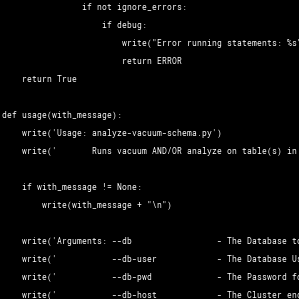 if not ignore_errors:
if debug:
write("Error running statements: %s"
return ERROR
return True
def usage(with_message):
write('Usage: analyze-vacuum-schema.py')
write('       Runs vacuum AND/OR analyze on table(s) in
if with_message != None:
write(with_message + "\n")
write('Arguments: --db                 - The Database to
write('           --db-user            - The Database Us
write('           --db-pwd             - The Password fo
write('           --db-host            - The Cluster end